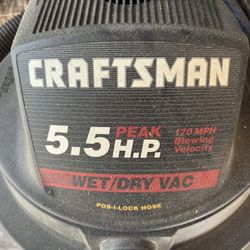 CRAFTSMAN
5.5 PEAK H.P.
170 MPH
Blowing
Velocity
WET/DRY VAC
POS-I-LOCK HOSE